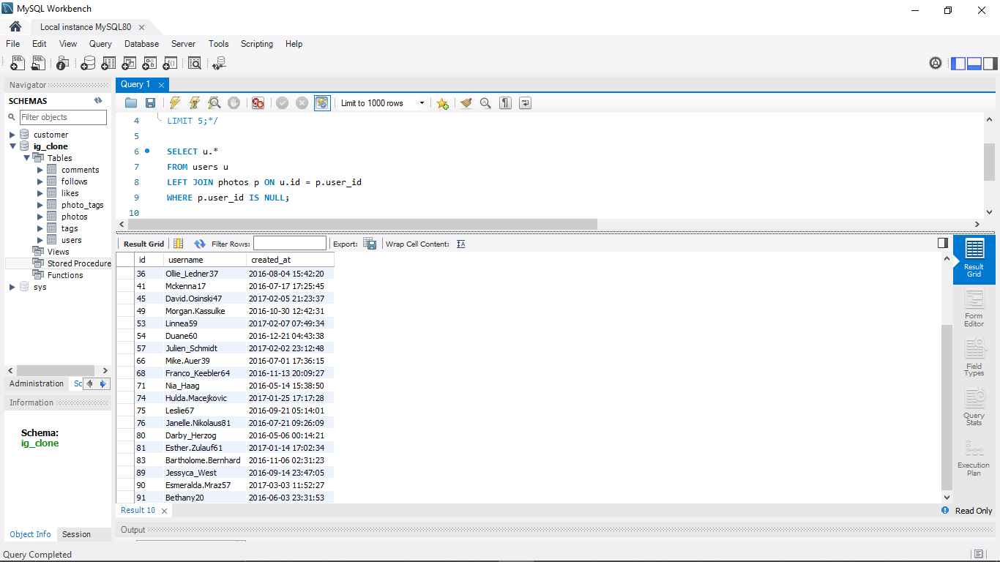 MySQL Workbench
Local instance MySQL80
File Edit View Query Database Server Tools Scripting Help
Navigator
SCHEMAS
Filter objects
customer
ig_clone
Tables
comments
follows
likes
photo_tags
photos
tags
users
Views
Stored Procedure
Functions
sys
Administration Sc
Information
Schema:
ig_clone
Object Info Session
Query 1
Limit to 1000 rows
4 LIMIT 5;*/
5
6 SELECT u.*
7 FROM users u
8 LEFT JOIN photos p ON u.id = p.user_id
9 WHERE p.user_id IS NULL;
10
Result Grid Filter Rows: Export: Wrap Cell Content:
id username created_at
36 Ollie_Ledner37 2016-08-04 15:42:20
41 Mckenna17 2016-07-17 17:25:45
45 David.Osinski47 2017-02-05 21:23:37
49 Morgan.Kassulke 2016-10-30 12:42:31
53 Linnea59 2017-02-07 07:49:34
54 Duane60 2016-12-21 04:43:38
57 Julien_Schmidt 2017-02-02 23:12:48
66 Mike.Auer39 2016-07-01 17:36:15
68 Franco_Keebler64 2016-11-13 20:09:27
71 Nia_Haag 2016-05-14 15:38:50
74 Hulda.Macejkovic 2017-01-25 17:17:28
75 Leslie67 2016-09-21 05:14:01
76 Janelle.Nikolaus81 2016-07-21 09:26:09
80 Darby_Herzog 2016-05-06 00:14:21
81 Esther.Zulauf61 2017-01-14 17:02:34
83 Bartholome.Bernhard 2016-11-06 02:31:23
89 Jessyca_West 2016-09-14 23:47:05
90 Esmeralda.Mraz57 2017-03-03 11:52:27
91 Bethany20 2016-06-03 23:31:53
Result
Grid
Form
Editor
Field
Types
Query
Stats
Execution
Plan
Result 10
Read Only
Output
Query Completed